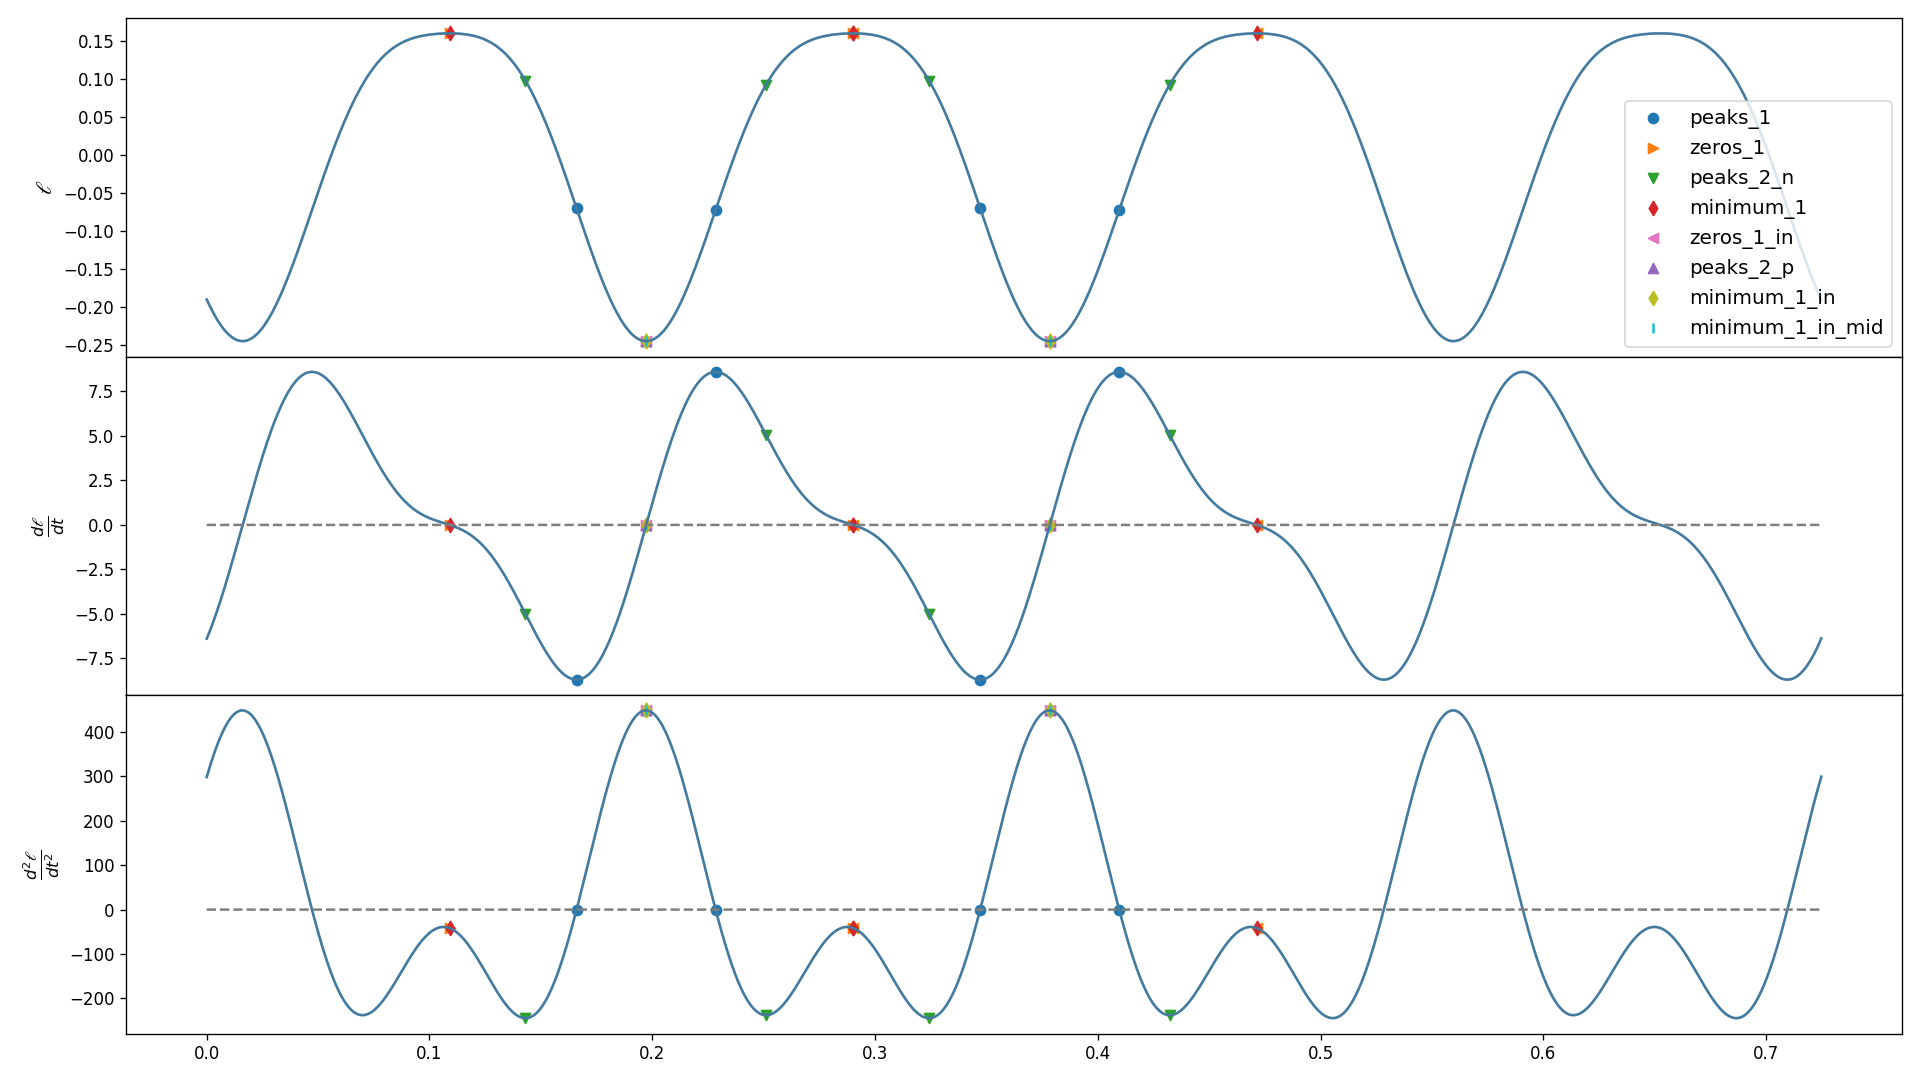 0.15
0.10
0.05
0.00
−0.05
−0.10
−0.15
−0.20
−0.25
ℓ
peaks_1
zeros_1
peaks_2_n
minimum_1
zeros_1_in
peaks_2_p
minimum_1_in
minimum_1_in_mid
7.5
5.0
2.5
0.0
−2.5
−5.0
−7.5
dℓ
dt
400
300
200
100
0
−100
−200
d²ℓ
dt²
0.0 0.1 0.2 0.3 0.4 0.5 0.6 0.7